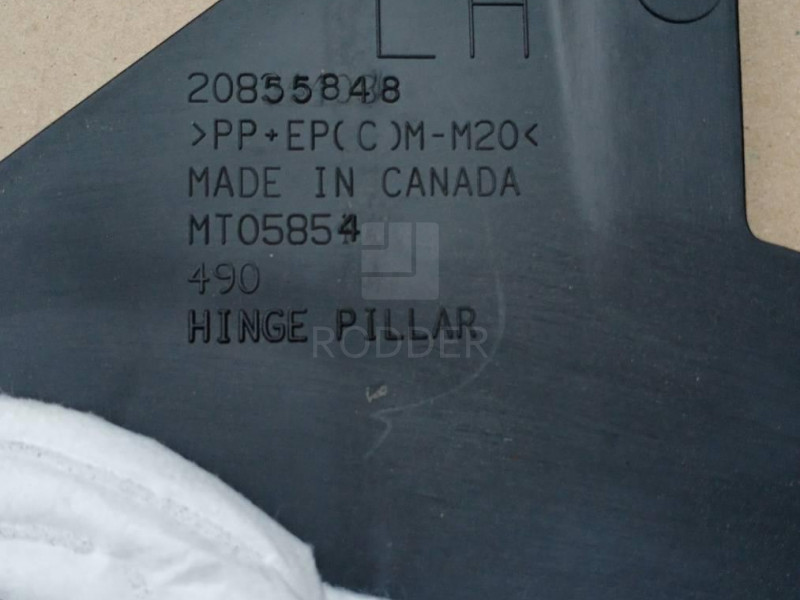 LH
20855848
>PP+EP(C)M-M20<
MADE IN CANADA
MT05854
490
HINGE PILLAR
RODDER